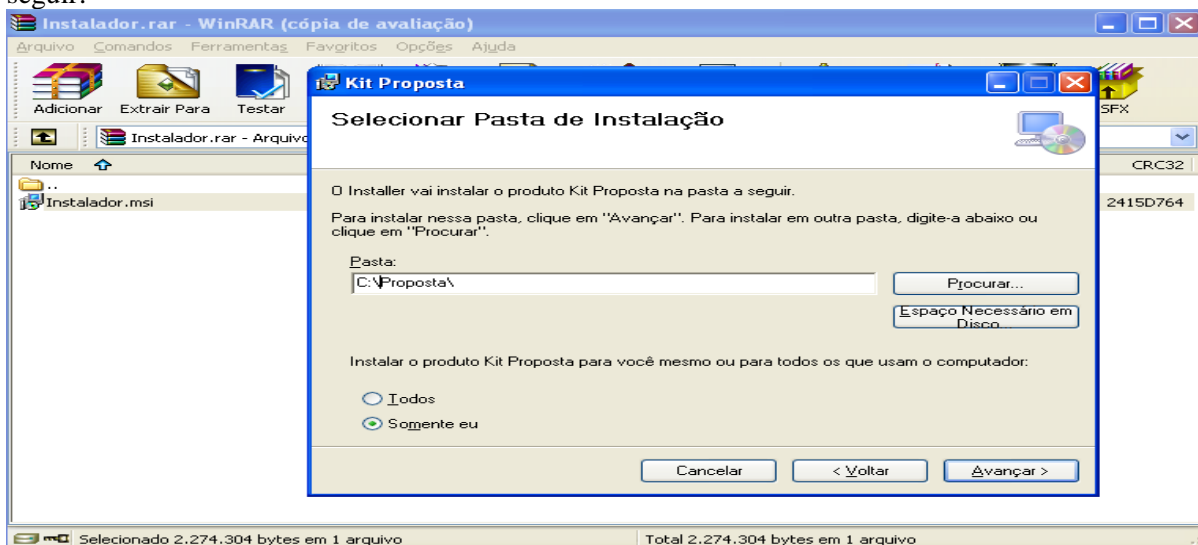 seguir:
Instalador.rar - WinRAR (cópia de avaliação)
Arquivo Comandos Ferramentas Favoritos Opções Ajuda
Adicionar Extrair Para Testar SFX
Kit Proposta
Selecionar Pasta de Instalação
Instalador.rar - Arquivo
Nome CRC32
..
Instalador.msi 2415D764
O Installer vai instalar o produto Kit Proposta na pasta a seguir.
Para instalar nessa pasta, clique em "Avançar". Para instalar em outra pasta, digite-a abaixo ou
clique em "Procurar".
Pasta:
C:\Proposta\
Procurar...
Espaço Necessário em
Disco...
Instalar o produto Kit Proposta para você mesmo ou para todos os que usam o computador:
Todos
Somente eu
Cancelar < Voltar Avançar >
Selecionado 2.274.304 bytes em 1 arquivo Total 2.274.304 bytes em 1 arquivo